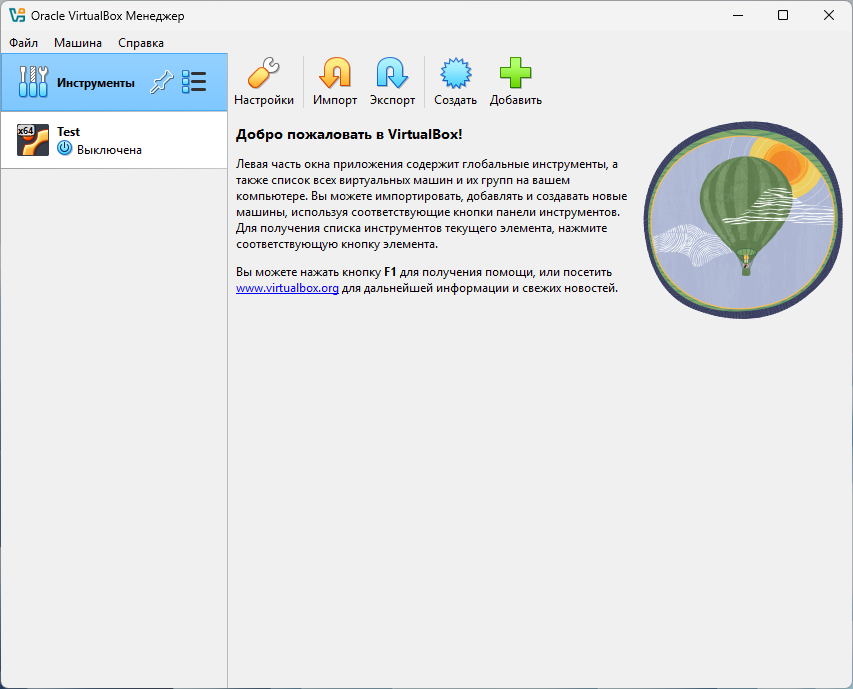 Oracle VirtualBox Менеджер
Файл Машина Справка
Инструменты
x64
Test
Выключена
Настройки Импорт Экспорт Создать Добавить
Добро пожаловать в VirtualBox!
Левая часть окна приложения содержит глобальные инструменты, а
также список всех виртуальных машин и их групп на вашем
компьютере. Вы можете импортировать, добавлять и создавать новые
машины, используя соответствующие кнопки панели инструментов.
Для получения списка инструментов текущего элемента, нажмите
соответствующую кнопку элемента.
Вы можете нажать кнопку F1 для получения помощи, или посетить
www.virtualbox.org для дальнейшей информации и свежих новостей.